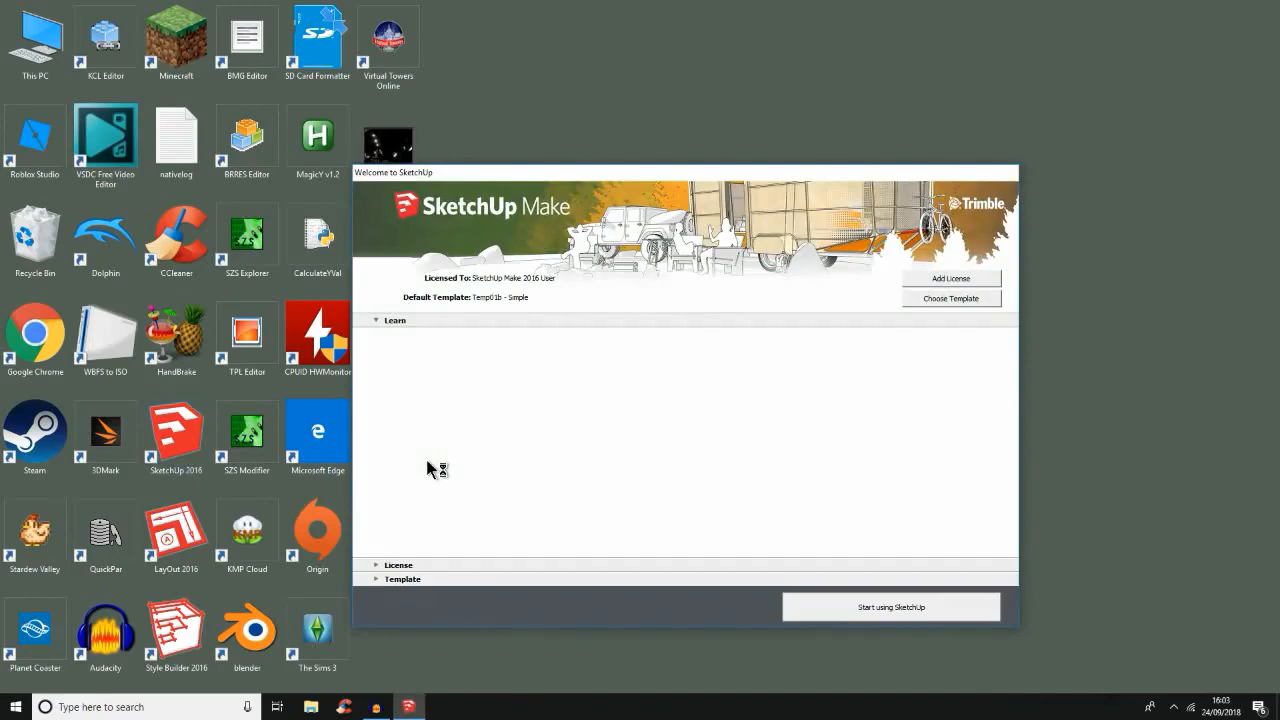 This PC
KCL Editor
Minecraft
BMG Editor
SD Card Formatter
Virtual Towers
Online
Roblox Studio
VSDC Free Video
Editor
nativelog
BRRES Editor
MagicY v1.2
Recycle Bin
Dolphin
CCleaner
SZS Explorer
CalculateYVal
Google Chrome
WBFS to ISO
HandBrake
TPL Editor
CPUID HWMonitor
Steam
3DMark
SketchUp 2016
SZS Modifier
Microsoft Edge
Stardew Valley
QuickPar
LayOut 2016
KMP Cloud
Origin
Planet Coaster
Audacity
Style Builder 2016
blender
The Sims 3
Welcome to SketchUp
SketchUp Make
Trimble
Licensed To: SketchUp Make 2016 User
Add License
Default Template: Temp01b - Simple
Choose Template
Learn
License
Template
Start using SketchUp
Type here to search
16:03
24/09/2018